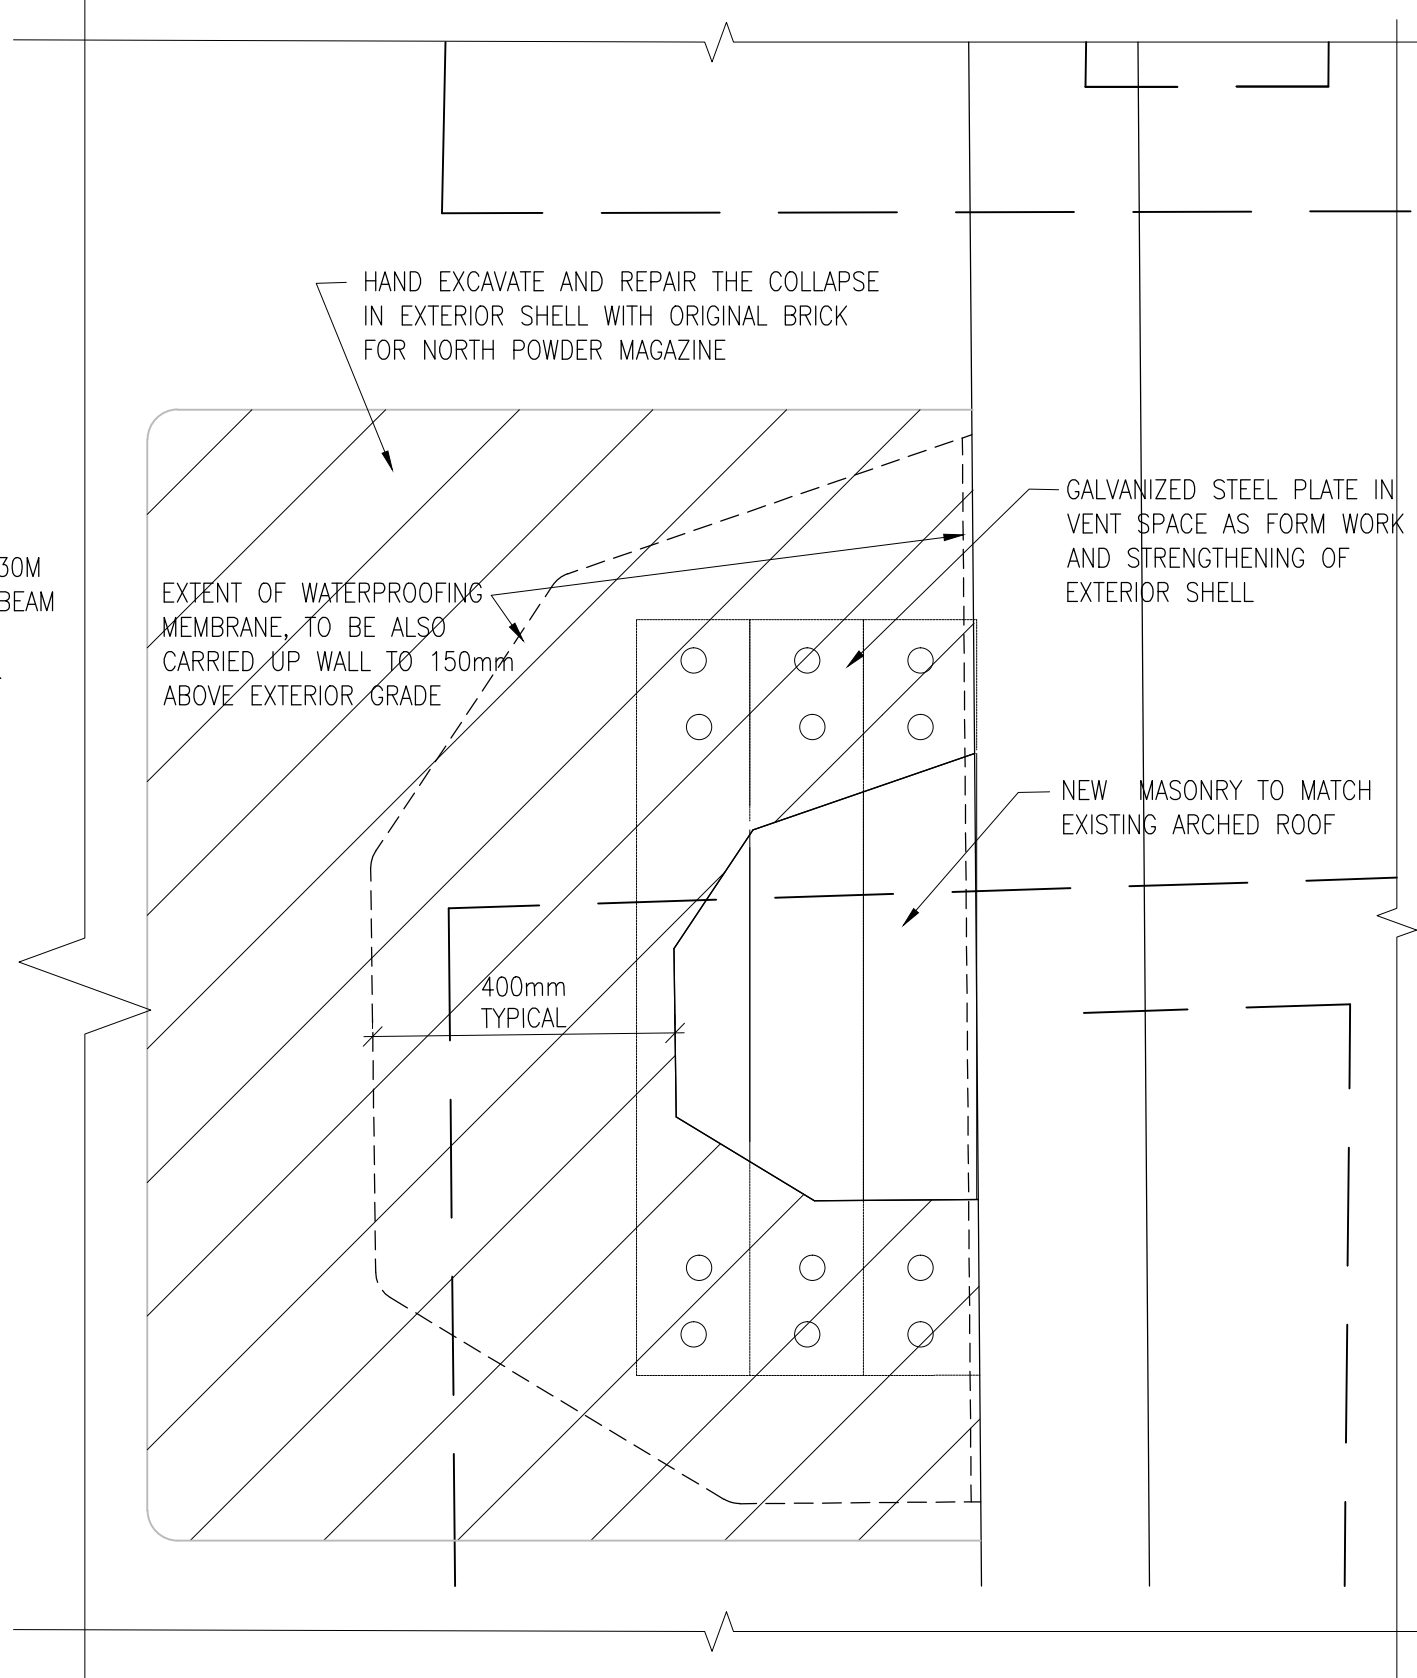 HAND EXCAVATE AND REPAIR THE COLLAPSE
IN EXTERIOR SHELL WITH ORIGINAL BRICK
FOR NORTH POWDER MAGAZINE
GALVANIZED STEEL PLATE IN
VENT SPACE AS FORM WORK
AND STRENGTHENING OF
EXTERIOR SHELL
30M
BEAM
EXTENT OF WATERPROOFING
MEMBRANE, TO BE ALSO
CARRIED UP WALL TO 150mm
ABOVE EXTERIOR GRADE
NEW MASONRY TO MATCH
EXISTING ARCHED ROOF
400mm
TYPICAL